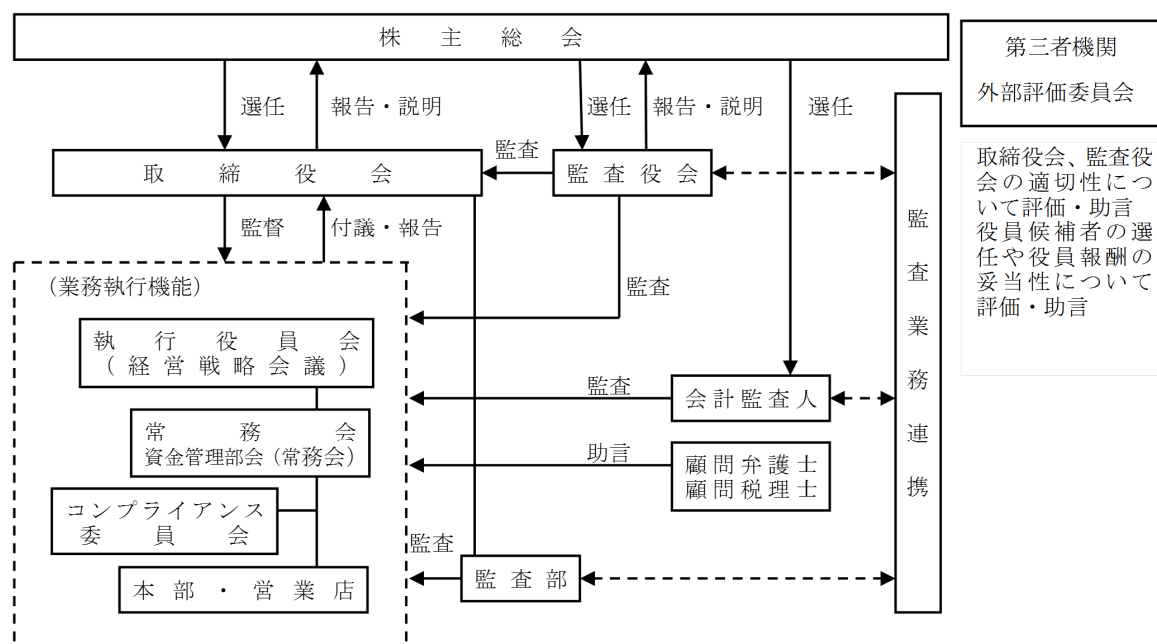 株主総会
第三者機関
外部評価委員会
選任
報告・説明
選任
報告・説明
選任
取締役会
監査
監査役会
取締役会、監査役
会の適切性につ
いて評価・助言
役員候補者の選
任や役員報酬の
妥当性について
評価・助言
監督
付議・報告
監査業務連携
(業務執行機能)
監査
執行役員会
(経営戦略会議)
監査
会計監査人
常務会
資金管理部会(常務会)
助言
顧問弁護士
顧問税理士
コンプライアンス
委員会
監査
監査部
本部・営業店